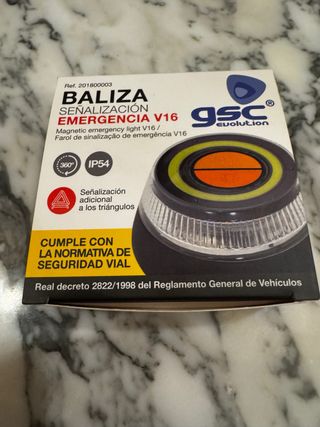 Ref. 201800003
BALIZA
SEÑALIZACIÓN
EMERGENCIA V16
Magnetic emergency light V16 /
Farol de sinalização de emergência V16
gsc
evolution
360º
IP54
Señalización
adicional
a los triángulos
CUMPLE CON
LA NORMATIVA DE
SEGURIDAD VIAL
Real decreto 2822/1998 del Reglamento General de Vehículos